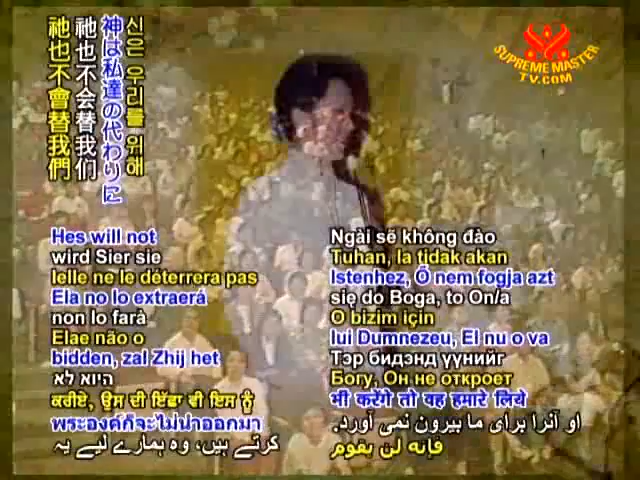 신은 우리를 위해
神は私達の代わりに
祂也不会替我们
祂也不會替我們
SUPREME MASTER
TV.COM
Hes will not
wird Sier sie
Ielle ne le déterrera pas
Ela no lo extraerá
non lo farà
Elae não o
bidden, zal Zhij het
היוא לא
ਕਰੀਏ, ਉਸ ਦੀ ਇੱਛਾ ਵੀ ਇਸ ਨੂੰ
พระองค์ก็จะไม่นำออกมา
کرتے ہیں، وہ ہمارے لیے یہ
Ngài sẽ không đào
Tuhan, Ia tidak akan
Istenhez, Ő nem fogja azt
się do Boga, to On/a
O bizim için
lui Dumnezeu, El nu o va
Тэр бидэнд үүнийг
Богу, Он не откроет
भी करेंगे तो वह हमारे लिये
او آنرا برای ما بیرون نمی آورد.
فإنه لن يقوم